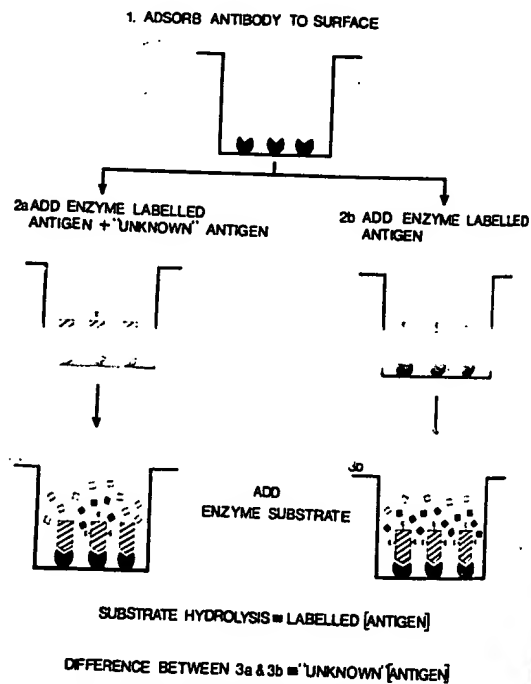 1. ADSORB ANTIBODY TO SURFACE
2a ADD ENZYME LABELLED
ANTIGEN + "UNKNOWN" ANTIGEN
2b ADD ENZYME LABELLED
ANTIGEN
3b
ADD
ENZYME SUBSTRATE
SUBSTRATE HYDROLYSIS = LABELLED [ANTIGEN]
DIFFERENCE BETWEEN 3a & 3b = "UNKNOWN" [ANTIGEN]